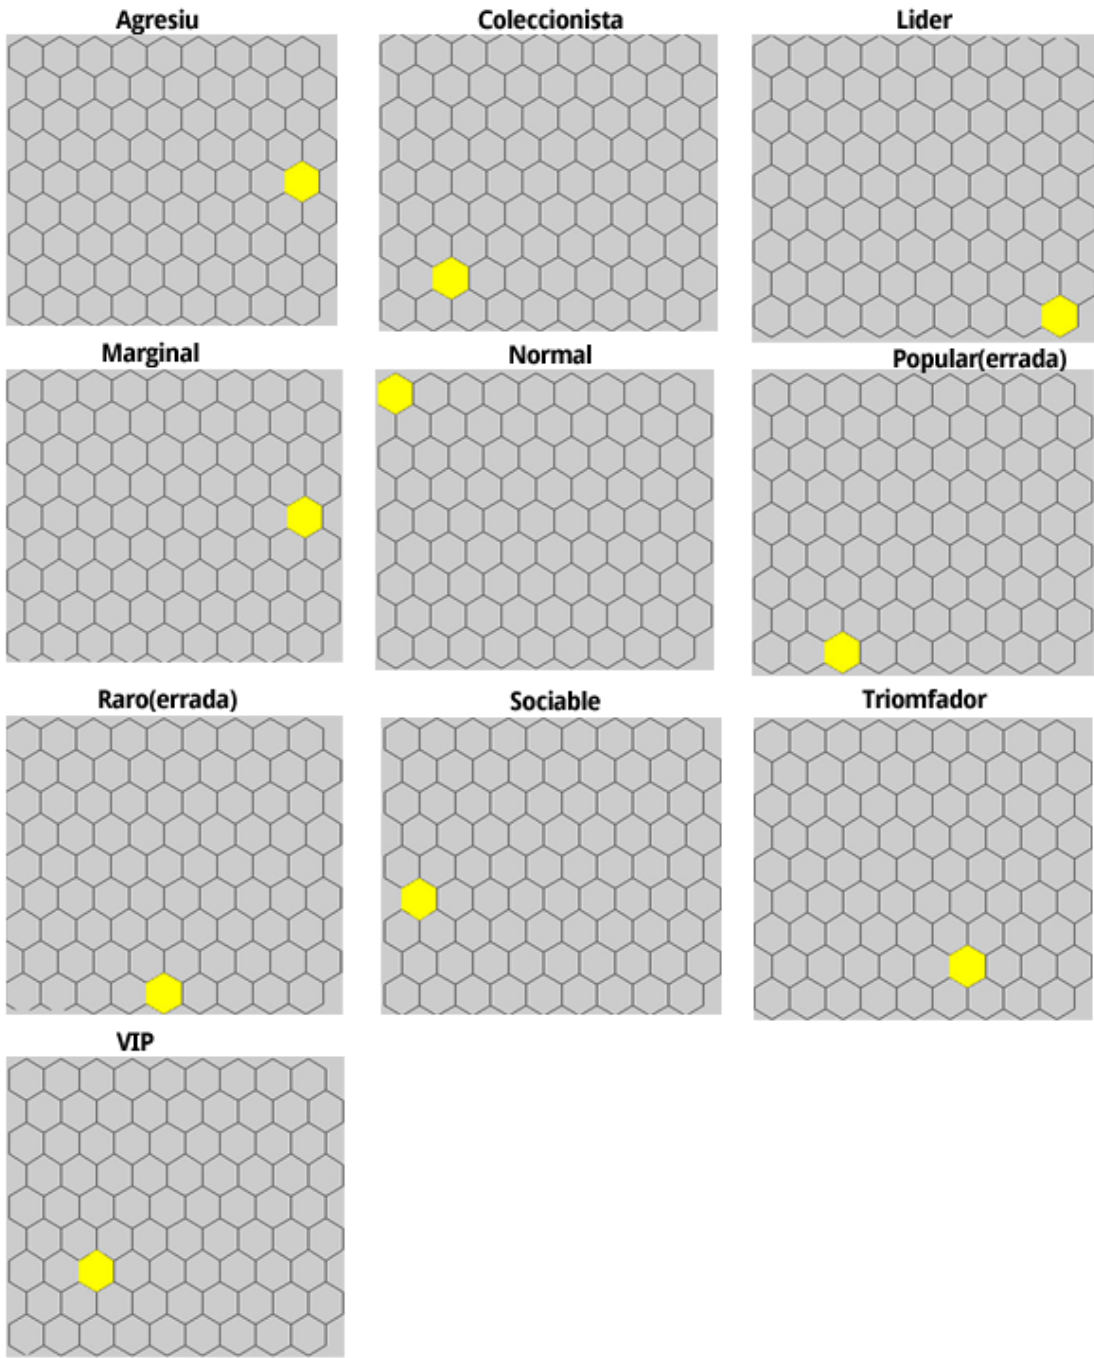 Agresiu
Coleccionista
Lider
Marginal
Normal
Popular(errada)
Raro(errada)
Sociable
Triomfador
VIP